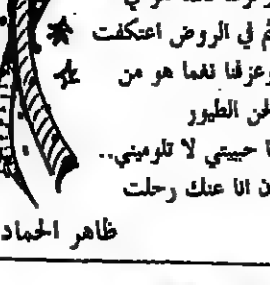 م في الروض اعتكفت
وعزفنا نغما هو من
لحن الطيور
يا حبيبتي لا تلوميني..
ان انا عنك رحلت
ظاهر الحماد